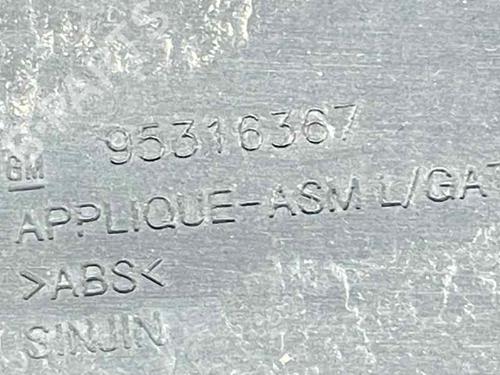 95316367
GM
APPLIQUE-ASM L/GAT
>ABS<
SINJIN